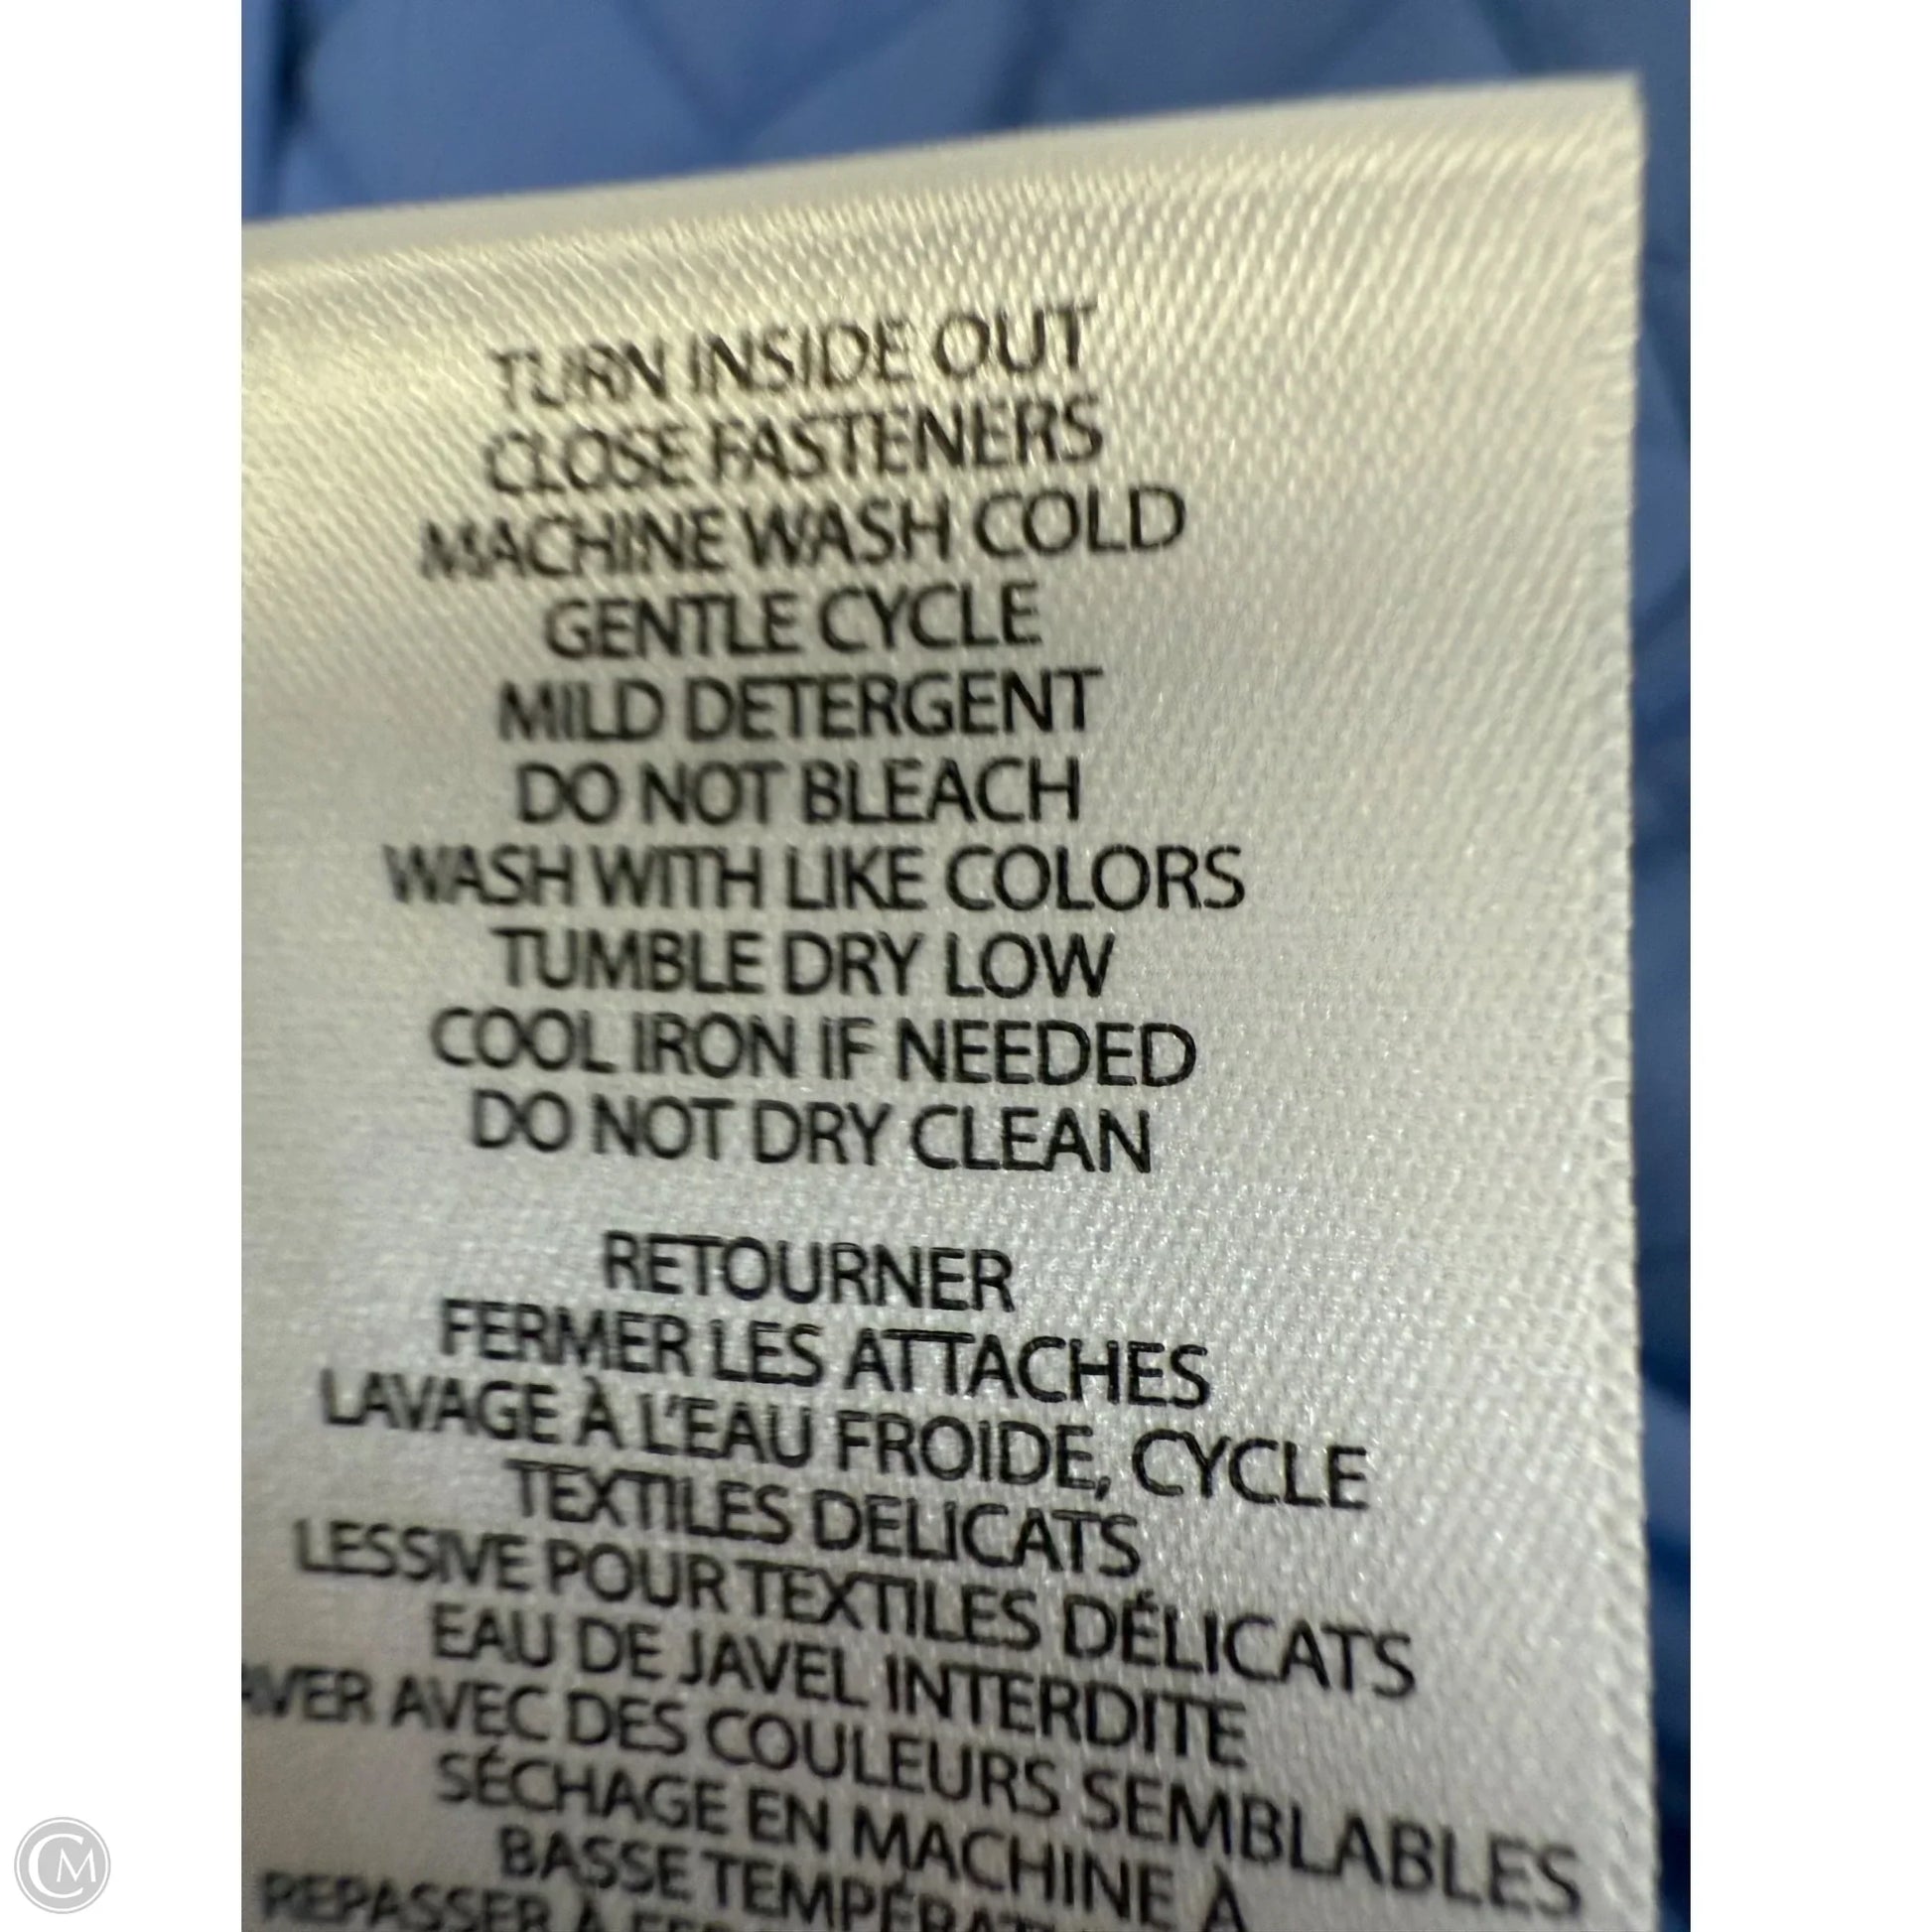 TURN INSIDE OUT
CLOSE FASTENERS
MACHINE WASH COLD
GENTLE CYCLE
MILD DETERGENT
DO NOT BLEACH
WASH WITH LIKE COLORS
TUMBLE DRY LOW
COOL IRON IF NEEDED
DO NOT DRY CLEAN
RETOURNER
FERMER LES ATTACHES
LAVAGE À L'EAU FROIDE, CYCLE
TEXTILES DELICATS
LESSIVE POUR TEXTILES DÉLICATS
EAU DE JAVEL INTERDITE
AVEC DES COULEURS SEMBLABLES
SÉCHAGE EN MACHINE À
BASSE
REPASSER À
CM